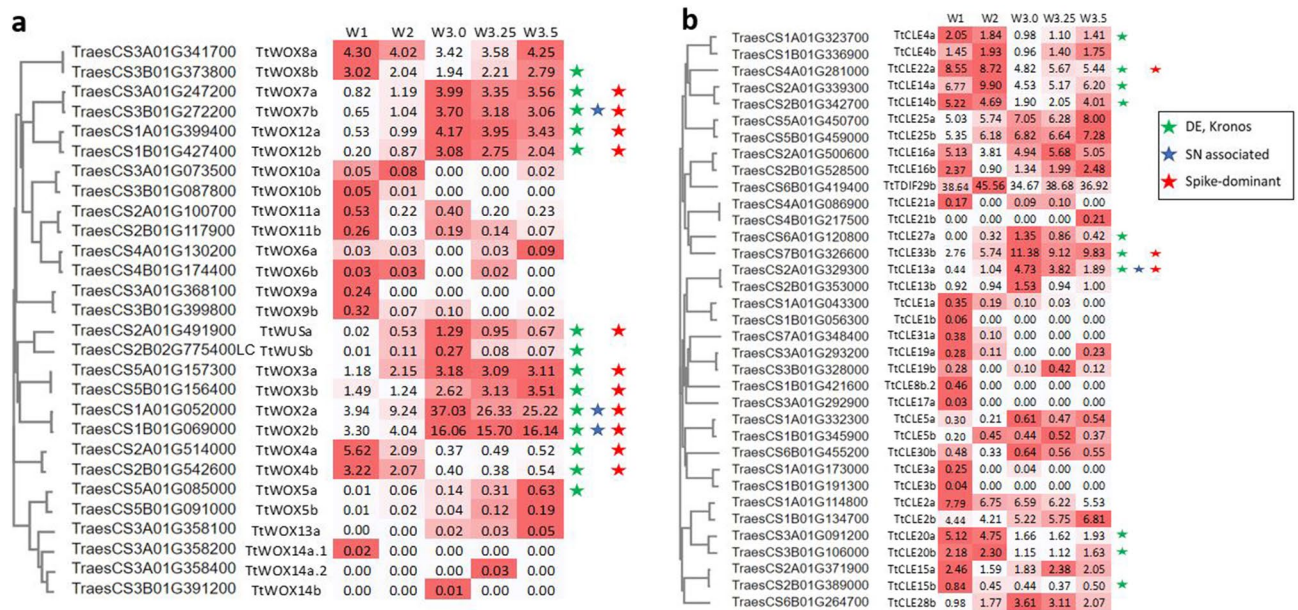 a
W1 W2 W3.0 W3.25 W3.5
TraesCS3A01G341700 TtWOX8a 4.30 4.02 3.42 3.58 4.25
TraesCS3B01G373800 TtWOX8b 3.02 2.04 1.94 2.21 2.79
TraesCS3A01G247200 TtWOX7a 0.82 1.19 3.99 3.35 3.56
TraesCS3B01G272200 TtWOX7b 0.65 1.04 3.70 3.18 3.06
TraesCS1A01G399400 TtWOX12a 0.53 0.99 4.17 3.95 3.43
TraesCS1B01G427400 TtWOX12b 0.20 0.87 3.08 2.75 2.04
TraesCS3A01G073500 TtWOX10a 0.05 0.08 0.00 0.00 0.02
TraesCS3B01G087800 TtWOX10b 0.05 0.01 0.00 0.00 0.00
TraesCS2A01G100700 TtWOX11a 0.53 0.22 0.40 0.20 0.23
TraesCS2B01G117900 TtWOX11b 0.26 0.03 0.19 0.14 0.07
TraesCS4A01G130200 TtWOX6a 0.03 0.03 0.00 0.03 0.09
TraesCS4B01G174400 TtWOX6b 0.03 0.03 0.00 0.02 0.00
TraesCS3A01G368100 TtWOX9a 0.24 0.00 0.00 0.00 0.00
TraesCS3B01G399800 TtWOX9b 0.32 0.07 0.10 0.00 0.02
TraesCS2A01G491900 TtWUSa 0.02 0.53 1.29 0.95 0.67
TraesCS2B02G775400LC TtWUSb 0.01 0.11 0.27 0.08 0.07
TraesCS5A01G157300 TtWOX3a 1.18 2.15 3.18 3.09 3.11
TraesCS5B01G156400 TtWOX3b 1.49 1.24 2.62 3.13 3.51
TraesCS1A01G052000 TtWOX2a 3.94 9.24 37.03 26.33 25.22
TraesCS1B01G069000 TtWOX2b 3.30 4.04 16.06 15.70 16.14
TraesCS2A01G514000 TtWOX4a 5.62 2.09 0.37 0.49 0.52
TraesCS2B01G542600 TtWOX4b 3.22 2.07 0.40 0.38 0.54
TraesCS5A01G085000 TtWOX5a 0.01 0.06 0.14 0.31 0.63
TraesCS5B01G091000 TtWOX5b 0.01 0.02 0.04 0.12 0.19
TraesCS3A01G358100 TtWOX13a 0.00 0.00 0.02 0.03 0.05
TraesCS3A01G358200 TtWOX14a.1 0.02 0.00 0.00 0.00 0.00
TraesCS3A01G358400 TtWOX14a.2 0.00 0.00 0.00 0.03 0.00
TraesCS3B01G391200 TtWOX14b 0.00 0.00 0.01 0.00 0.00
b
W1 W2 W3.0 W3.25 W3.5
TraesCS1A01G323700 TtCLE4a 2.05 1.84 0.98 1.10 1.41
TraesCS1B01G336900 TtCLE4b 1.45 1.93 0.96 1.40 1.75
TraesCS4A01G281000 TtCLE22a 8.55 8.72 4.82 5.67 5.44
TraesCS2A01G339300 TtCLE14a 6.77 9.90 4.53 5.17 6.20
TraesCS2B01G342700 TtCLE14b 5.22 4.69 1.90 2.05 4.01
TraesCS5A01G450700 TtCLE25a 5.03 5.74 7.05 6.28 8.00
TraesCS5B01G459000 TtCLE25b 5.35 6.18 6.82 6.64 7.28
TraesCS2A01G500600 TtCLE16a 5.13 3.81 4.94 5.68 5.05
TraesCS2B01G528500 TtCLE16b 2.37 0.90 1.34 1.99 2.48
TraesCS6B01G419400 TtTDIF29b 38.64 45.56 34.67 38.68 36.92
TraesCS4A01G086900 TtCLE21a 0.17 0.00 0.09 0.10 0.00
TraesCS4B01G217500 TtCLE21b 0.00 0.00 0.00 0.00 0.21
TraesCS6A01G120800 TtCLE27a 0.00 0.32 1.35 0.86 0.42
TraesCS7B01G326600 TtCLE33b 2.76 5.74 11.38 9.12 9.83
TraesCS2A01G329300 TtCLE13a 0.44 1.04 4.73 3.82 1.89
TraesCS2B01G353000 TtCLE13b 0.92 0.94 1.53 0.94 1.00
TraesCS1A01G043300 TtCLE1a 0.35 0.19 0.10 0.03 0.00
TraesCS1B01G056300 TtCLE1b 0.06 0.00 0.00 0.00 0.00
TraesCS7A01G348400 TtCLE31a 0.38 0.10 0.00 0.00 0.00
TraesCS3A01G293200 TtCLE19a 0.28 0.11 0.00 0.00 0.23
TraesCS3B01G328000 TtCLE19b 0.28 0.00 0.10 0.42 0.12
TraesCS1B01G421600 TtCLE8b.2 0.46 0.00 0.00 0.00 0.00
TraesCS3A01G292900 TtCLE17a 0.03 0.00 0.00 0.00 0.00
TraesCS1A01G332300 TtCLE5a 0.30 0.21 0.61 0.47 0.54
TraesCS1B01G345900 TtCLE5b 0.20 0.45 0.44 0.52 0.37
TraesCS6B01G455200 TtCLE30b 0.48 0.33 0.64 0.56 0.55
TraesCS1A01G173000 TtCLE3a 0.25 0.00 0.04 0.00 0.00
TraesCS1B01G191300 TtCLE3b 0.04 0.00 0.00 0.00 0.00
TraesCS1A01G114800 TtCLE2a 7.79 6.75 6.59 6.22 5.53
TraesCS1B01G134700 TtCLE2b 4.44 4.21 5.22 5.75 6.81
TraesCS3A01G091200 TtCLE20a 5.12 4.75 1.66 1.62 1.93
TraesCS3B01G106000 TtCLE20b 2.18 2.30 1.15 1.12 1.63
TraesCS2A01G371900 TtCLE15a 2.46 1.59 1.83 2.38 2.05
TraesCS2B01G389000 TtCLE15b 0.84 0.45 0.44 0.37 0.50
TraesCS6B01G264700 TtCLE28b 0.98 1.77 3.61 3.11 2.07
DE, Kronos
SN associated
Spike-dominant